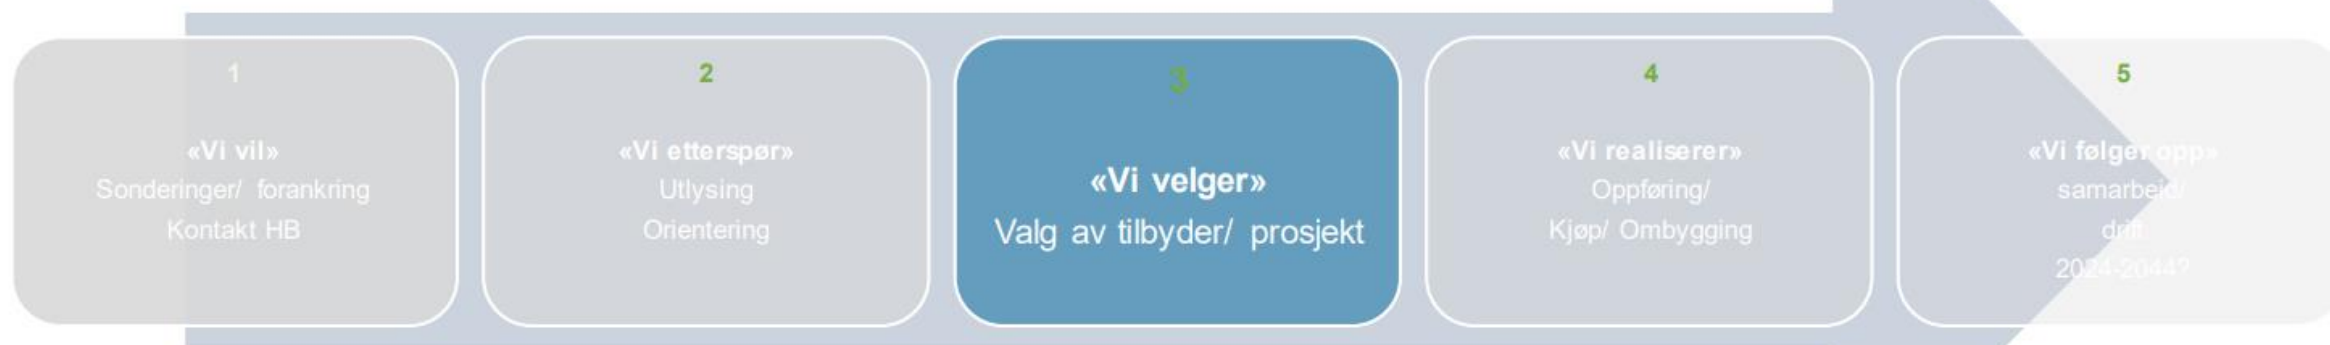 1
«Vi vil»
Sonderinger/ forankring
Kontakt HB
2
«Vi etterspør»
Utlysing
Orientering
3
«Vi velger»
Valg av tilbyder/ prosjekt
4
«Vi realiserer»
Oppføring/
Kjøp/ Ombygging
5
«Vi følger opp»
samarbeid/
drift
2024-2044?